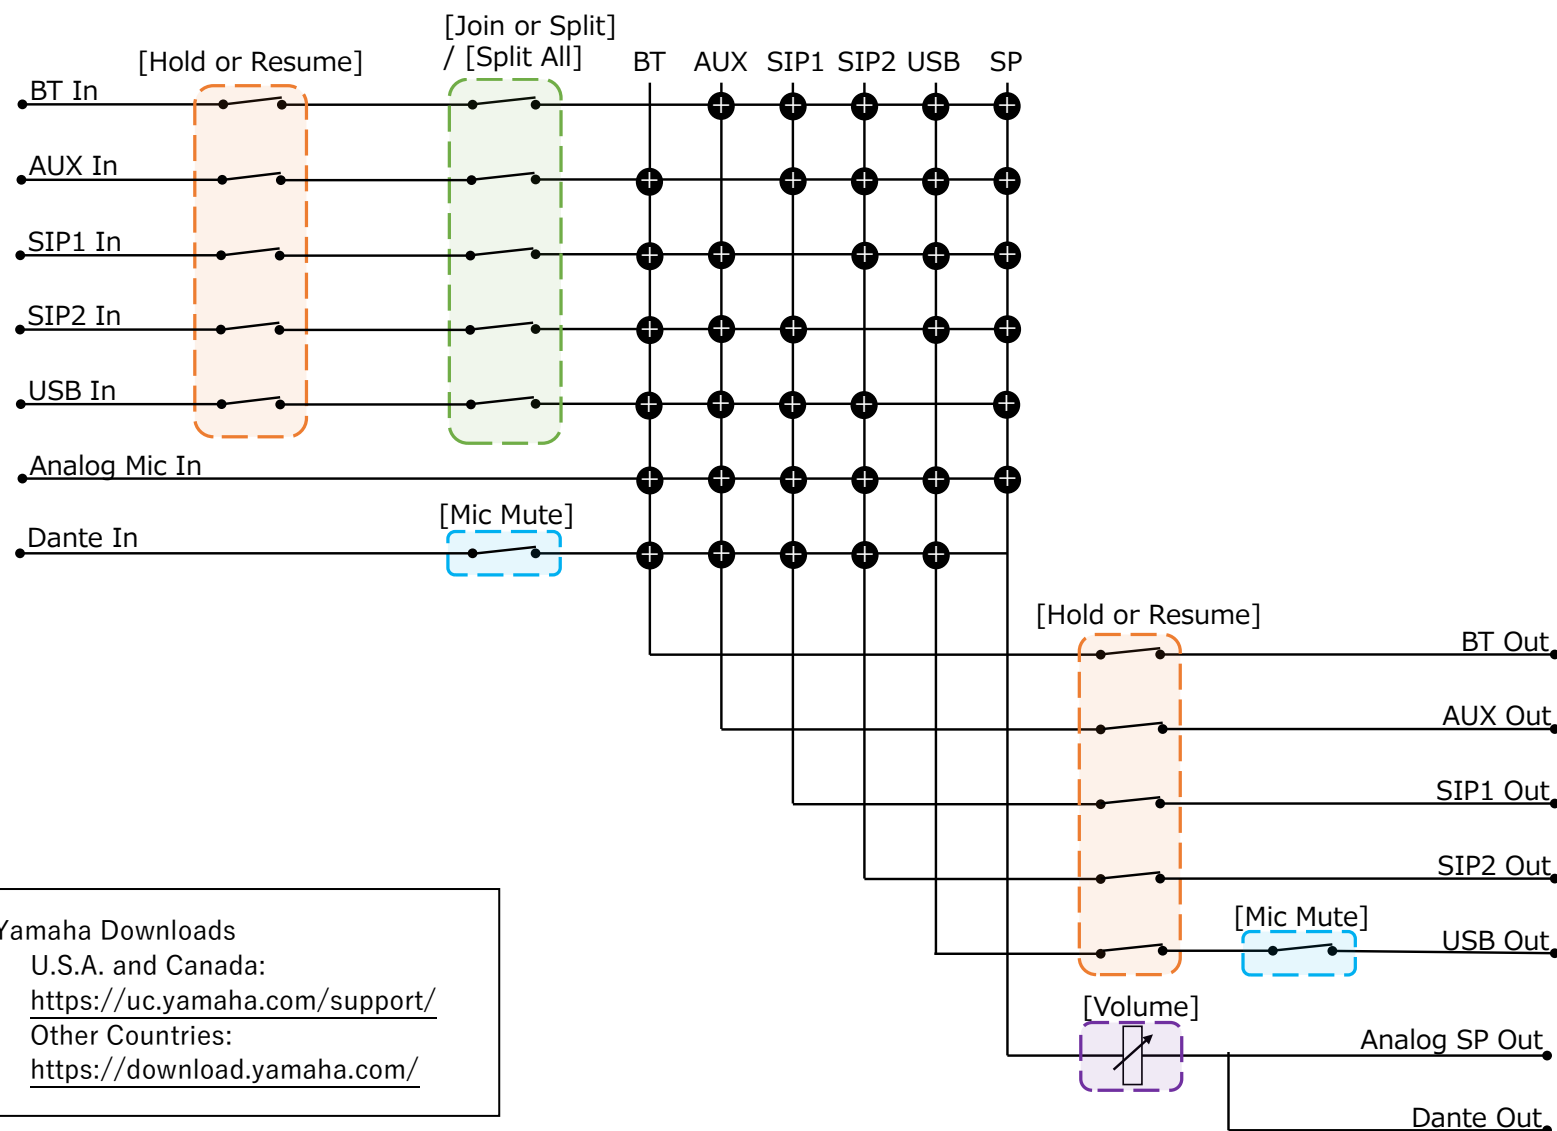 [Join or Split]
/ [Split All]
[Hold or Resume]
BT AUX SIP1 SIP2 USB SP
BT In
AUX In
SIP1 In
SIP2 In
USB In
Analog Mic In
[Mic Mute]
Dante In
[Hold or Resume]
BT Out
AUX Out
SIP1 Out
SIP2 Out
[Mic Mute]
USB Out
[Volume]
Analog SP Out
Dante Out
Yamaha Downloads
U.S.A. and Canada:
https://uc.yamaha.com/support/
Other Countries:
https://download.yamaha.com/